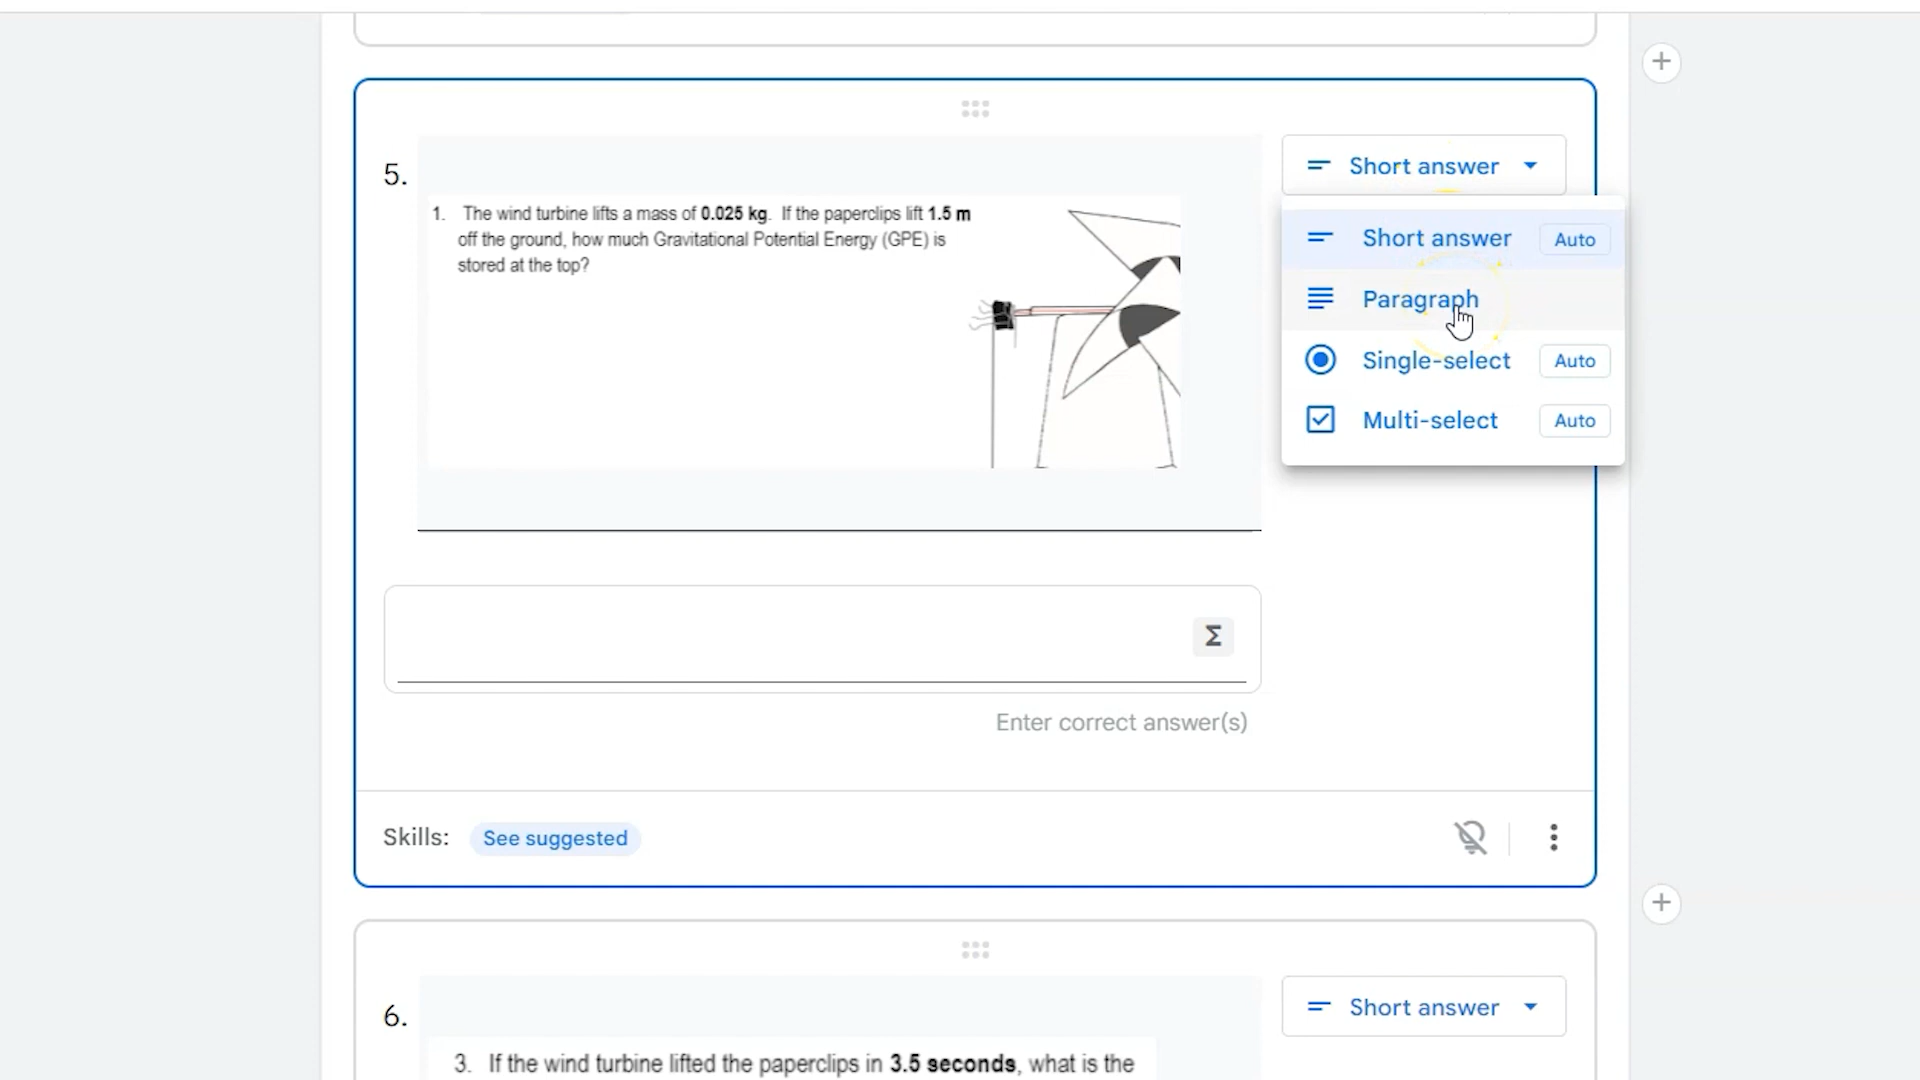 5.
1. The wind turbine lifts a mass of 0.025 kg. If the paperclips lift 1.5 m
off the ground, how much Gravitational Potential Energy (GPE) is
stored at the top?
Short answer
Short answer Auto
Paragraph
Single-select Auto
Multi-select Auto
Σ
Enter correct answer(s)
Skills: See suggested
6.
Short answer
3. If the wind turbine lifted the paperclips in 3.5 seconds, what is the